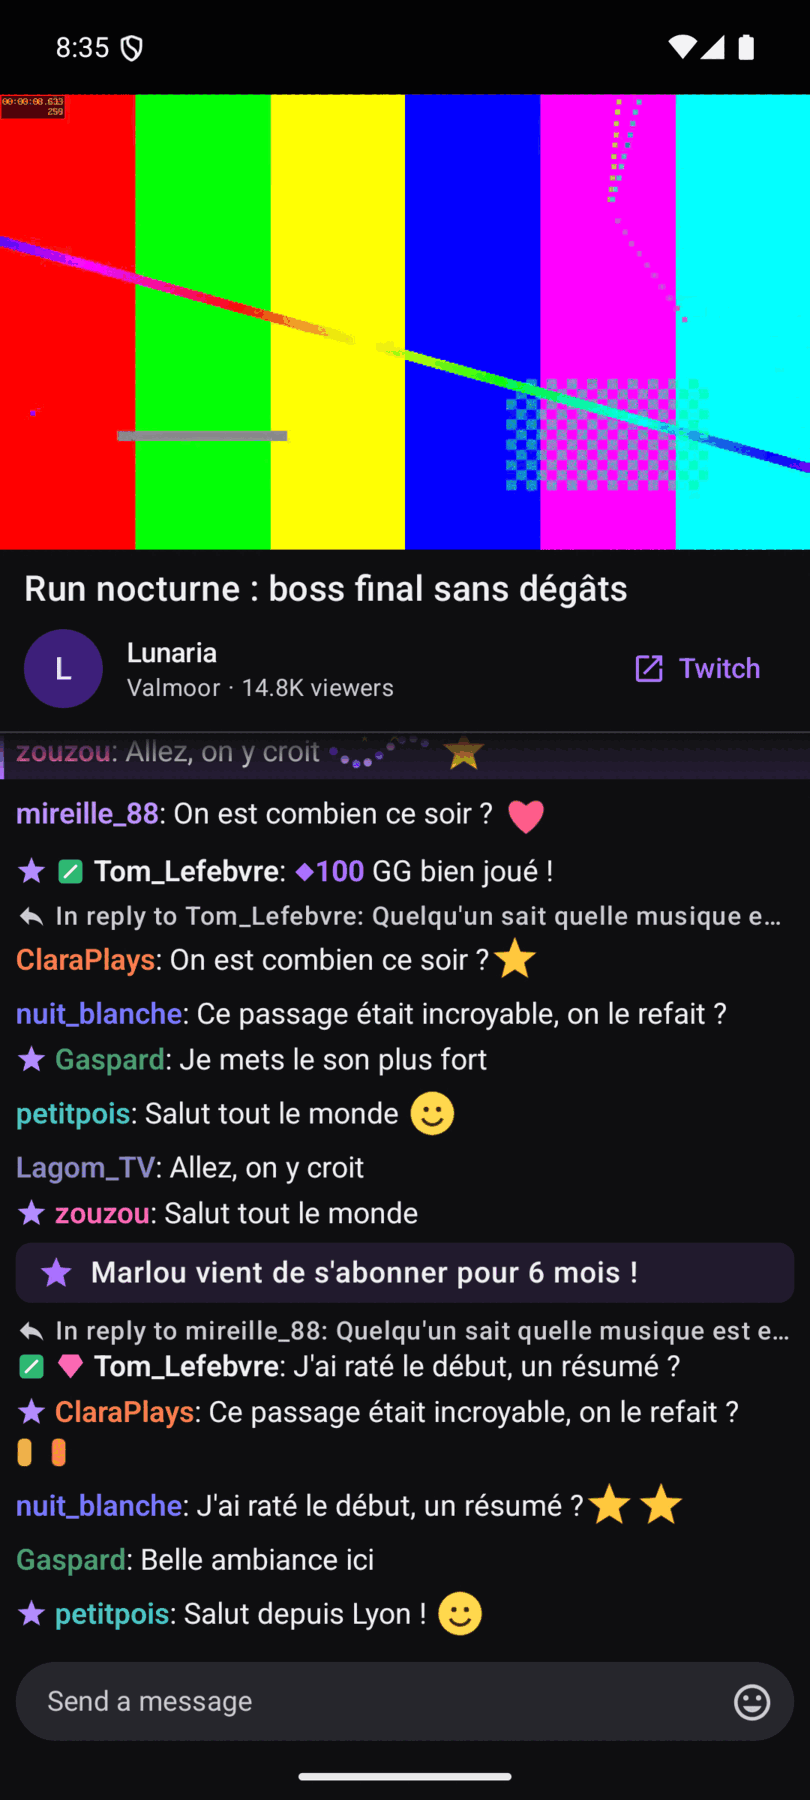 8:35
00:00:08.633
259
Run nocturne : boss final sans dégâts
L
Lunaria
Valmoor · 14.8K viewers
Twitch
zouzou: Allez, on y croit
mireille_88: On est combien ce soir ?
Tom_Lefebvre: 100 GG bien joué !
In reply to Tom_Lefebvre: Quelqu'un sait quelle musique e…
ClaraPlays: On est combien ce soir ?
nuit_blanche: Ce passage était incroyable, on le refait ?
Gaspard: Je mets le son plus fort
petitpois: Salut tout le monde
Lagom_TV: Allez, on y croit
zouzou: Salut tout le monde
Marlou vient de s'abonner pour 6 mois !
In reply to mireille_88: Quelqu'un sait quelle musique est e…
Tom_Lefebvre: J'ai raté le début, un résumé ?
ClaraPlays: Ce passage était incroyable, on le refait ?
nuit_blanche: J'ai raté le début, un résumé ?
Gaspard: Belle ambiance ici
petitpois: Salut depuis Lyon !
Send a message